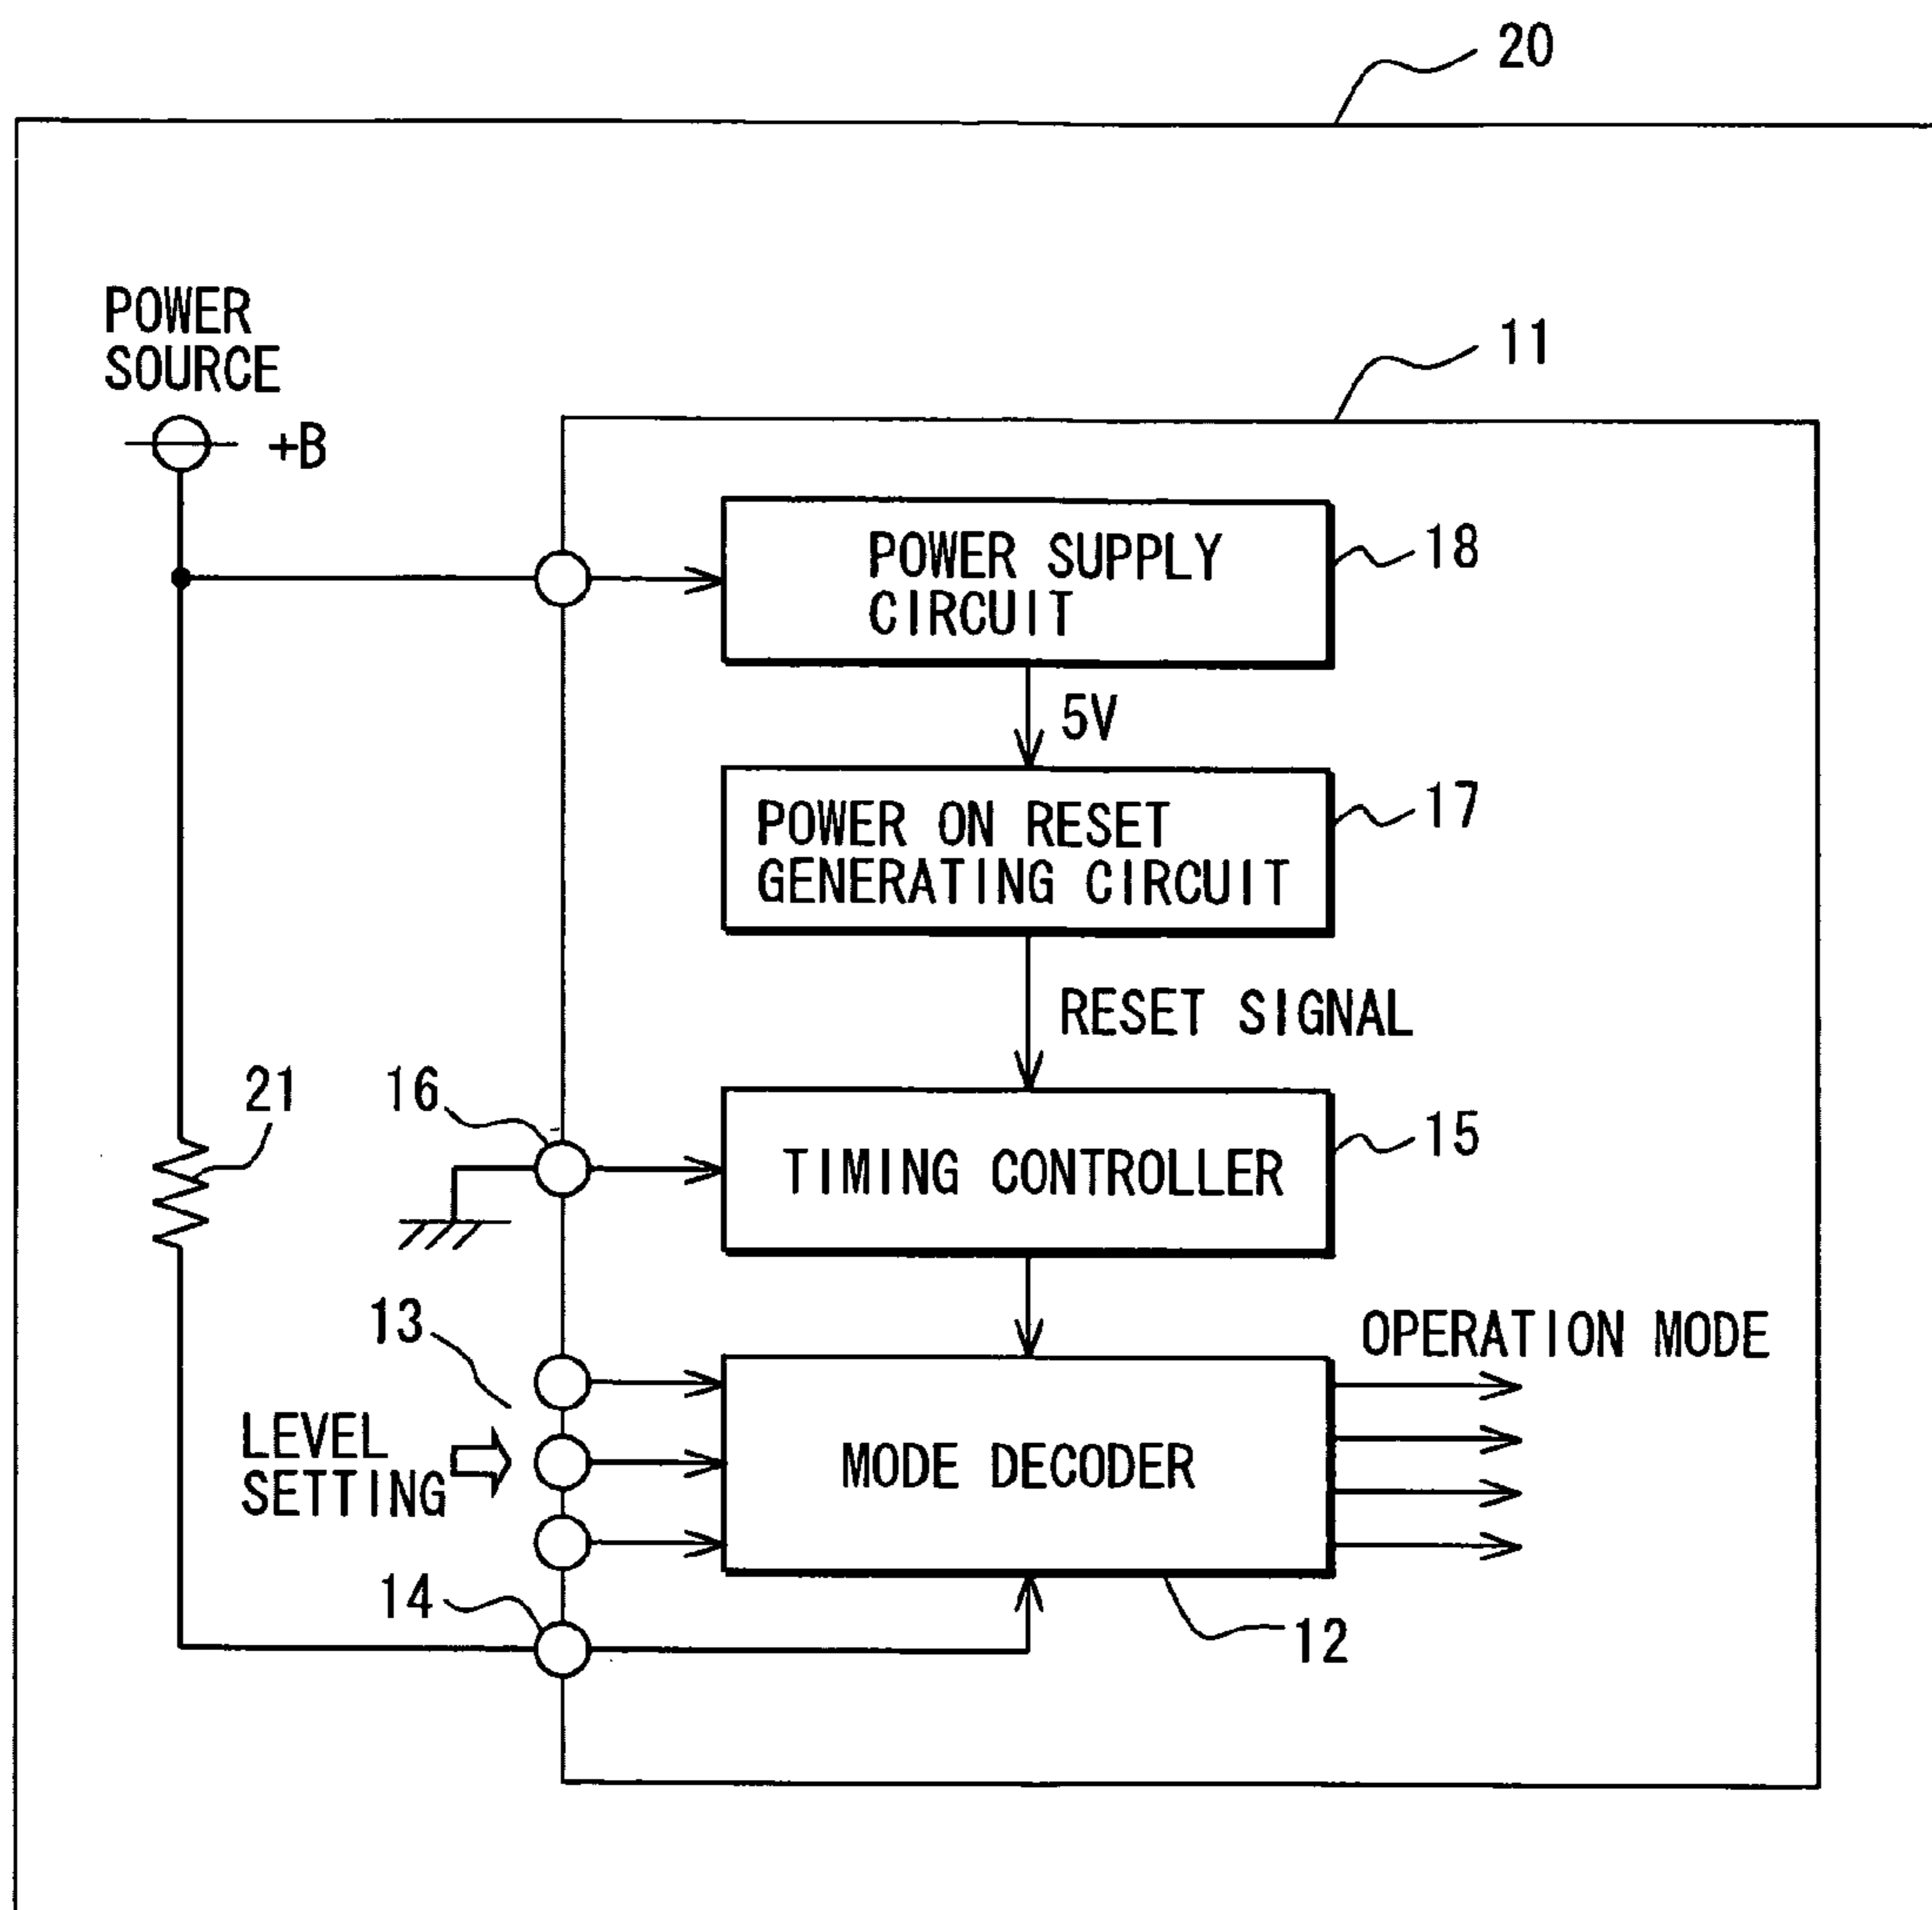 20
POWER
SOURCE
+B
11
POWER SUPPLY
CIRCUIT
18
5V
POWER ON RESET
GENERATING CIRCUIT
17
RESET SIGNAL
21
16
TIMING CONTROLLER
15
13
OPERATION MODE
LEVEL
SETTING
MODE DECODER
14
12